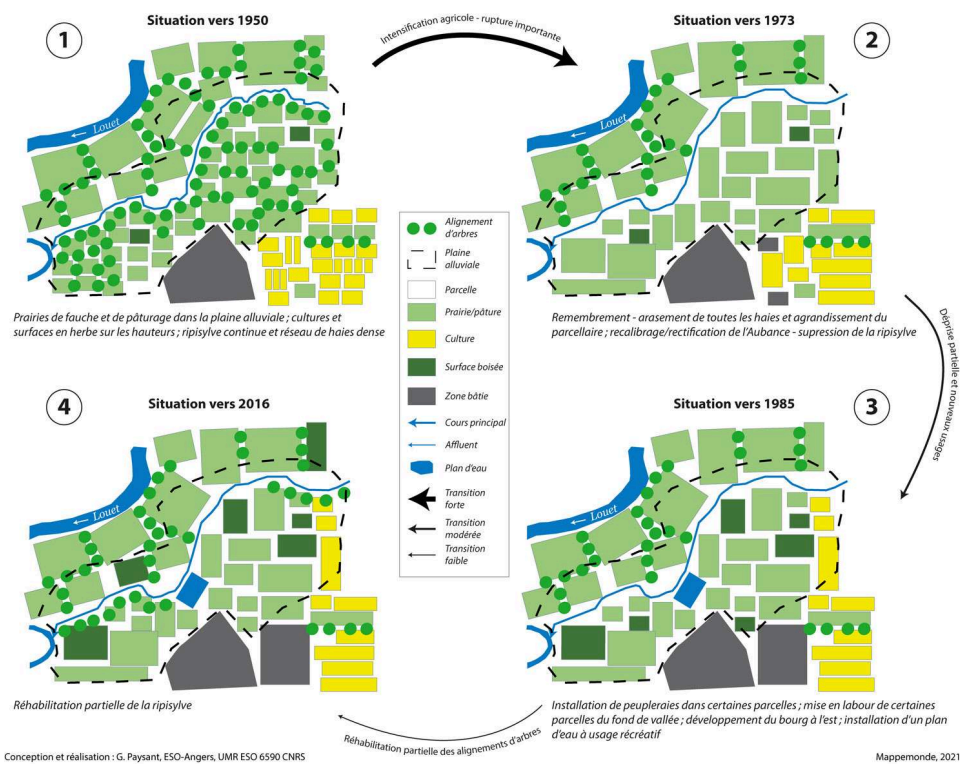 Situation vers 1950
1
Louet
Prairies de fauche et de pâturage dans la plaine alluviale ; cultures et
surfaces en herbe sur les hauteurs ; ripisylve continue et réseau de haies dense
Intensification agricole - rupture importante
Situation vers 1973
2
Louet
Remembrement - arasement de toutes les haies et agrandissement du
parcellaire ; recalibrage/rectification de l'Aubance - supression de la ripisylve
Alignement
d'arbres
Plaine
alluviale
Parcelle
Prairie/pâture
Culture
Surface boisée
Zone bâtie
Cours principal
Affluent
Plan d'eau
Transition
forte
Transition
modérée
Transition
faible
Déprise partielle et nouveaux usages
4
Situation vers 2016
Louet
Réhabilitation partielle de la ripisylve
Situation vers 1985
3
Louet
Installation de peupleraies dans certaines parcelles ; mise en labour de certaines
parcelles du fond de vallée ; développement du bourg à l'est ; installation d'un plan
d'eau à usage récréatif
Réhabilitation partielle des alignements d'arbres
Conception et réalisation : G. Paysant, ESO-Angers, UMR ESO 6590 CNRS
Mappemonde, 2021